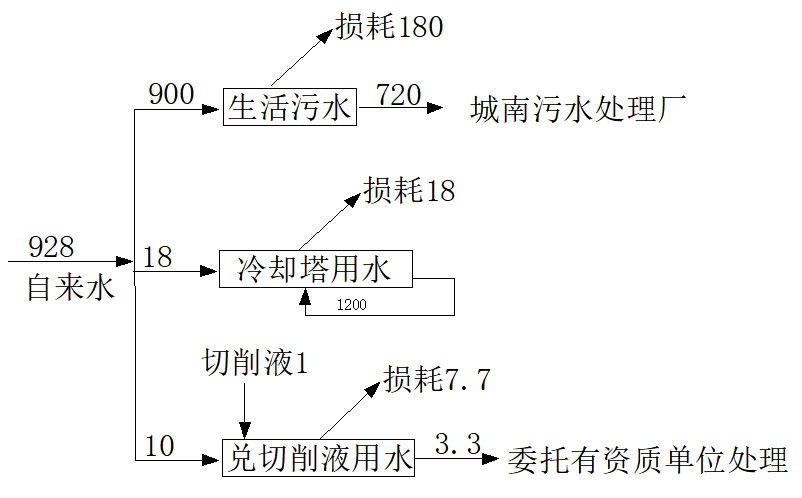 损耗180
900
生活污水
720
城南污水处理厂
损耗18
928
自来水
18
冷却塔用水
1200
切削液1
损耗7.7
10
兑切削液用水
3.3
委托有资质单位处理